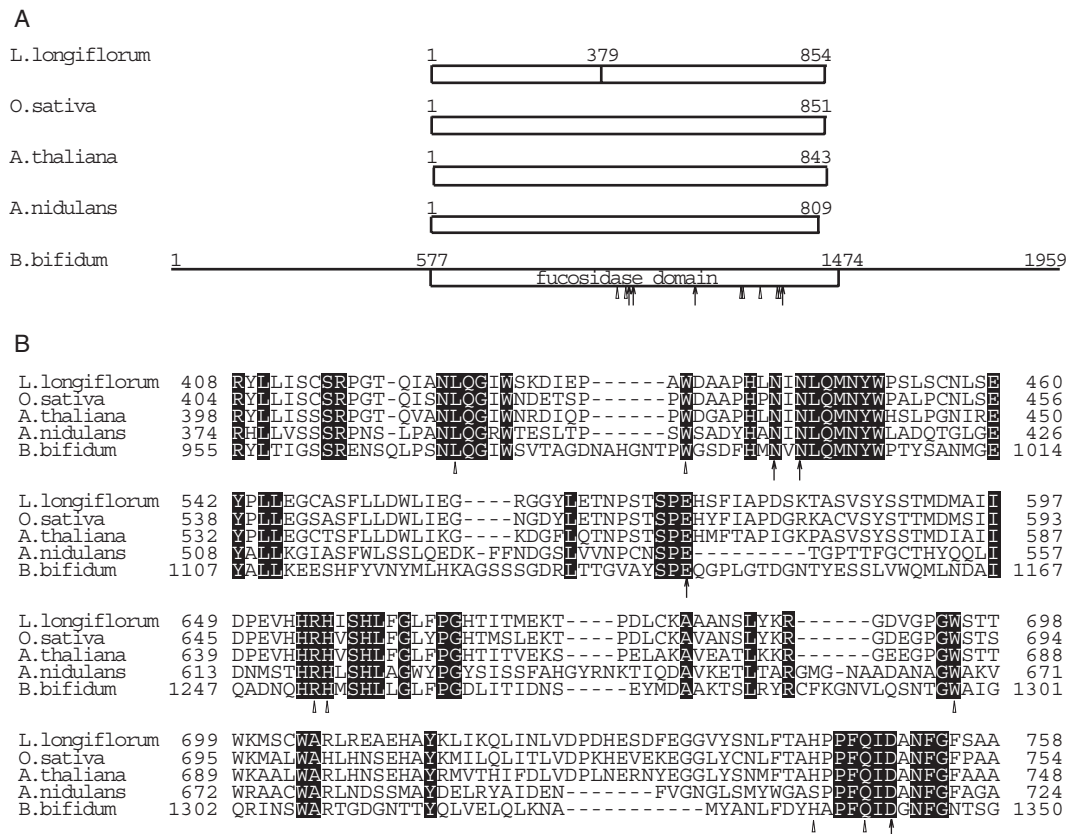 A
L.longiflorum 1 379 854
O.sativa 1 851
A.thaliana 1 843
A.nidulans 1 809
B.bifidum 1 577 1474 1959
fucosidase domain
B
L.longiflorum 408 RYLLISCSRPGT-QIANLQGIWSKDIEP------AWDAAPHLNINLQMNYWPSLSCNLSE 460
O.sativa 404 RYLLISCSRPGT-QISNLQGIWNDETSP------PWDAAPHPNINLQMNYWPALPCNLSE 456
A.thaliana 398 RYLLISSSRPGT-QVANLQGIWNRDIQP------PWDGAPHLNINLQMNYWHSLPGNIRE 450
A.nidulans 374 RHLLVSSSRPNS-LPANLQGRWTESLTP------PWSADYHANINLQMNYWLADQTGLGE 426
B.bifidum 955 RYLTIGSSRENSQLPSNLQGIWSVTAGDNAHGNTPWGSDFHMNVNLQMNYWPTYSANMGE 1014
L.longiflorum 542 YPLLEGCASFLLDWLIEG----RGGYLETNPSTSPEHSFIAPDSKTASVSYSSTMDMAII 597
O.sativa 538 YPLLEGSASFLLDWLIEG----NGDYLETNPSTSPEHYFIAPDGRKACVSYSTTMDMSII 593
A.thaliana 532 YPLLEGCTSFLLDWLIKG----KDGFLQTNPSTSPEHMFTAPIGKPASVSYSSTMDIAII 587
A.nidulans 508 YALLKGIASFWLSSLQEDK-FFNDGSLVVNPCNSPE---------TGPTTFGCTHYQQLI 557
B.bifidum 1107 YALLKEESHFYVNYMLHKAGSSSGDRLTTGVAYSPEQGPLGTDGNTYESSLVWQMLNDAI 1167
L.longiflorum 649 DPEVHHRHISHLFGLFPGHTITMEKT-----PDLCKAAANSLYKR------GDVGPGWSTT 698
O.sativa 645 DPEVHHRHVSHLFGLYPGHTMSLEKT-----PDLCKAVANSLYKR------GDEGPGWSTS 694
A.thaliana 639 DPEVHHRHVSHLFGLFPGHTITVEKS-----PELAKAVEATLKKR------GEEGPGWSTT 688
A.nidulans 613 DNMSTHRHLSHLAGWYPGYSISSFAHGYRNKTIQDAVKETLTARGMG-NAADANAGWAKV 671
B.bifidum 1247 QADNQHRHMSHLLGLFPGDLITIDNS-----EYMDAAKTSLRYRCFKGNVLQSNTGWAIG 1301
L.longiflorum 699 WKMSCWARLREAEHAYKLIKQLINLVDPDHESDFEGGVYSNLFTAHPPFQIDANFGFSAA 758
O.sativa 695 WKMALWAHLHNSEHAYKMILQLITLVDPKHEVEKEGGLYCNLFTAHPPFQIDANFGFPAA 754
A.thaliana 689 WKAALWARLHNSEHAYRMVTHIFDLVDPLNERNYEGGLYSNMFTAHPPFQIDANFGFAAA 748
A.nidulans 672 WRAACWARLNDSSMAYDELRYAIDEN--------FVGNGLSMYWGASPPFQIDANFGFAGA 724
B.bifidum 1302 QRINSWARTGDGNTTYQLVELQLKNA-----------MYANLFDYHAPFQIDGNFGNTSG 1350